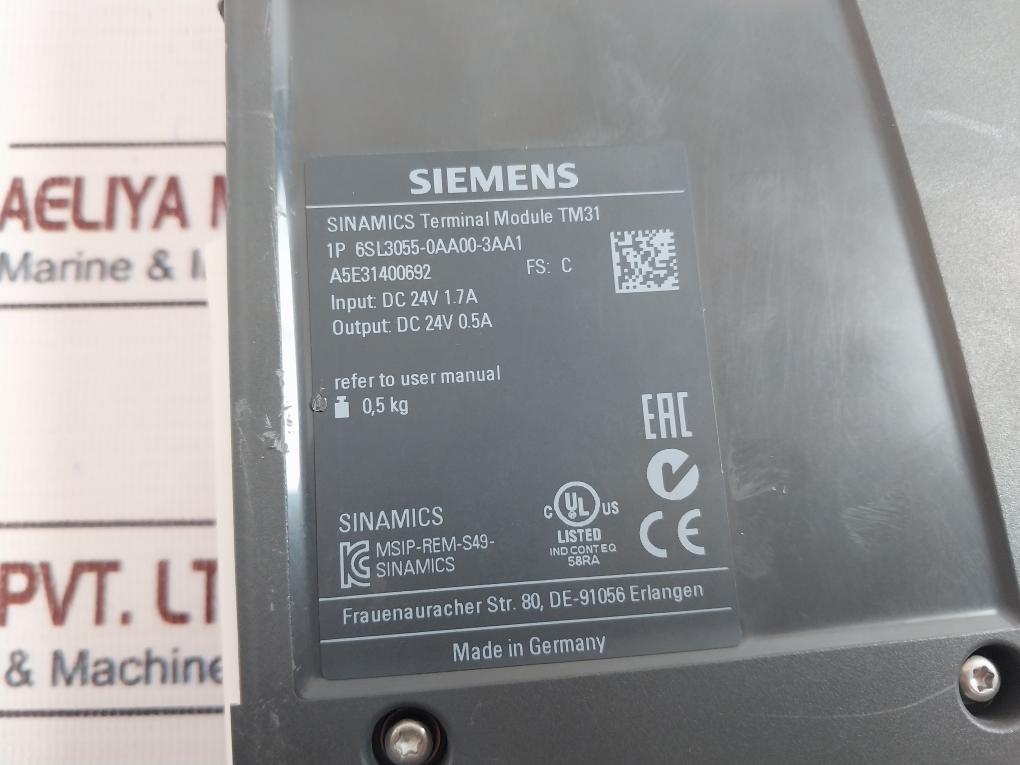 SIEMENS
SINAMICS Terminal Module TM31
1P 6SL3055-0AA00-3AA1
A5E31400692 FS: C
Input: DC 24V 1.7A
Output: DC 24V 0.5A
refer to user manual
0,5 kg
EAC
SINAMICS
MSIP-REM-S49-
SINAMICS
C UL US
LISTED
IND CONT EQ
58RA
CE
Frauenauracher Str. 80, DE-91056 Erlangen
Made in Germany
AELIYA
Marine &
PVT.
& Machine